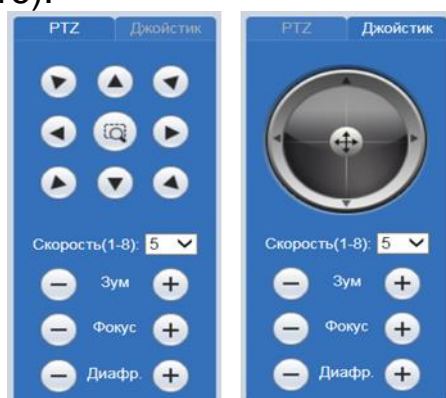 PTZ Джойстик
Скорость(1-8): 5
Зум
Фокус
Диафр.
PTZ Джойстик
Скорость(1-8): 5
Зум
Фокус
Диафр.